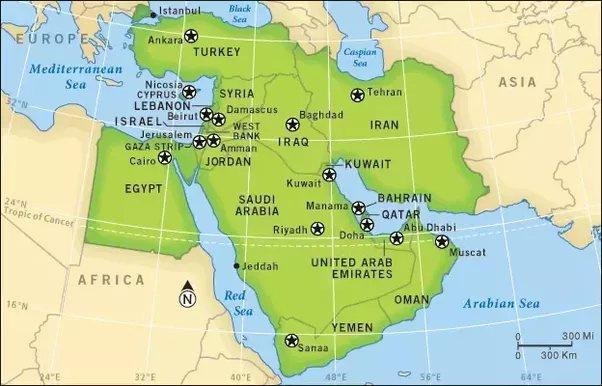 Istanbul
Black
Sea
EUROPE
Ankara
TURKEY
Mediterranean
Sea
Caspian
Sea
ASIA
Nicosia
CYPRUS
SYRIA
Tehran
LEBANON
Beirut
Damascus
32°N
32°N
ISRAEL
Baghdad
IRAN
Jerusalem
WEST
BANK
GAZA STRIP
Amman
IRAQ
Cairo
JORDAN
KUWAIT
Kuwait
EGYPT
SAUDI
ARABIA
Manama
BAHRAIN
QATAR
24°N
24°N
Tropic of Cancer
Riyadh
Doha
Abu Dhabi
Muscat
AFRICA
Jeddah
UNITED ARAB
EMIRATES
N
Red
Sea
OMAN
Arabian Sea
16°N
16°N
YEMEN
Sanaa
0
300 Mi
0
300 Km
24°E
32°E
40°E
48°E
56°E
64°E